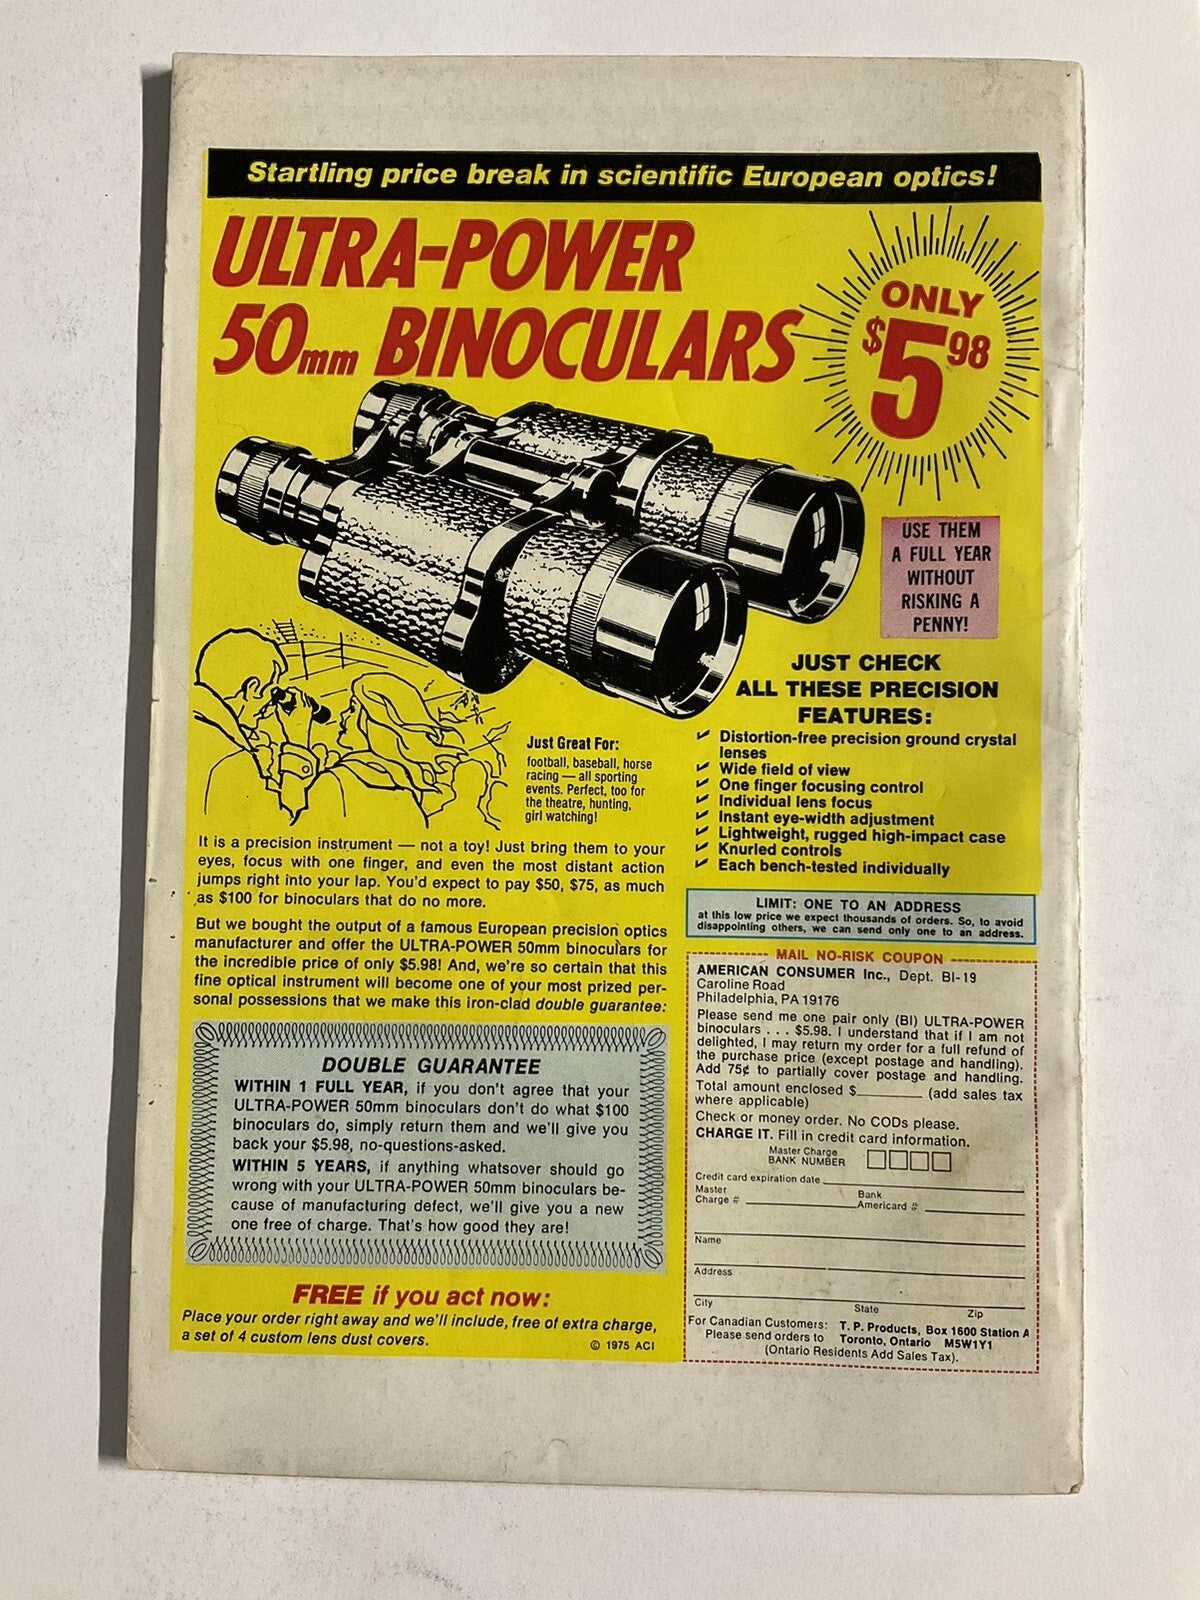 Startling price break in scientific European optics!
ULTRA-POWER
50mm BINOCULARS
ONLY
$5 98
USE THEM
A FULL YEAR
WITHOUT
RISKING A
PENNY!
JUST CHECK
ALL THESE PRECISION
FEATURES:
Distortion-free precision ground crystal
lenses
Wide field of view
One finger focusing control
Individual lens focus
Instant eye-width adjustment
Lightweight, rugged high-impact case
Knurled controls
Each bench-tested individually
Just Great For:
football, baseball, horse
racing — all sporting
events. Perfect, too for
the theatre, hunting,
girl watching!
It is a precision instrument — not a toy! Just bring them to your
eyes, focus with one finger, and even the most distant action
jumps right into your lap. You'd expect to pay $50, $75, as much
as $100 for binoculars that do no more.
But we bought the output of a famous European precision optics
manufacturer and offer the ULTRA-POWER 50mm binoculars for
the incredible price of only $5.98! And, we're so certain that this
fine optical instrument will become one of your most prized per-
sonal possessions that we make this iron-clad double guarantee:
DOUBLE GUARANTEE
WITHIN 1 FULL YEAR, if you don't agree that your
ULTRA-POWER 50mm binoculars don't do what $100
binoculars do, simply return them and we'll give you
back your $5.98, no-questions-asked.
WITHIN 5 YEARS, if anything whatsover should go
wrong with your ULTRA-POWER 50mm binoculars be-
cause of manufacturing defect, we'll give you a new
one free of charge. That's how good they are!
FREE if you act now:
Place your order right away and we'll include, free of extra charge,
a set of 4 custom lens dust covers.
© 1975 ACI
LIMIT: ONE TO AN ADDRESS
at this low price we expect thousands of orders. So, to avoid
disappointing others, we can send only one to an address.
MAIL NO-RISK COUPON
AMERICAN CONSUMER Inc., Dept. BI-19
Caroline Road
Philadelphia, PA 19176
Please send me one pair only (BI) ULTRA-POWER
binoculars . . . $5.98. I understand that if I am not
delighted, I may return my order for a full refund of
the purchase price (except postage and handling).
Add 75¢ to partially cover postage and handling.
Total amount enclosed $________ (add sales tax
where applicable)
Check or money order. No CODs please.
CHARGE IT. Fill in credit card information.
Master Charge
BANK NUMBER
Credit card expiration date
Master
Charge #
Bank
Americard #
Name
Address
City State Zip
For Canadian Customers: T. P. Products, Box 1600 Station A
Please send orders to Toronto, Ontario M5W1Y1
(Ontario Residents Add Sales Tax).